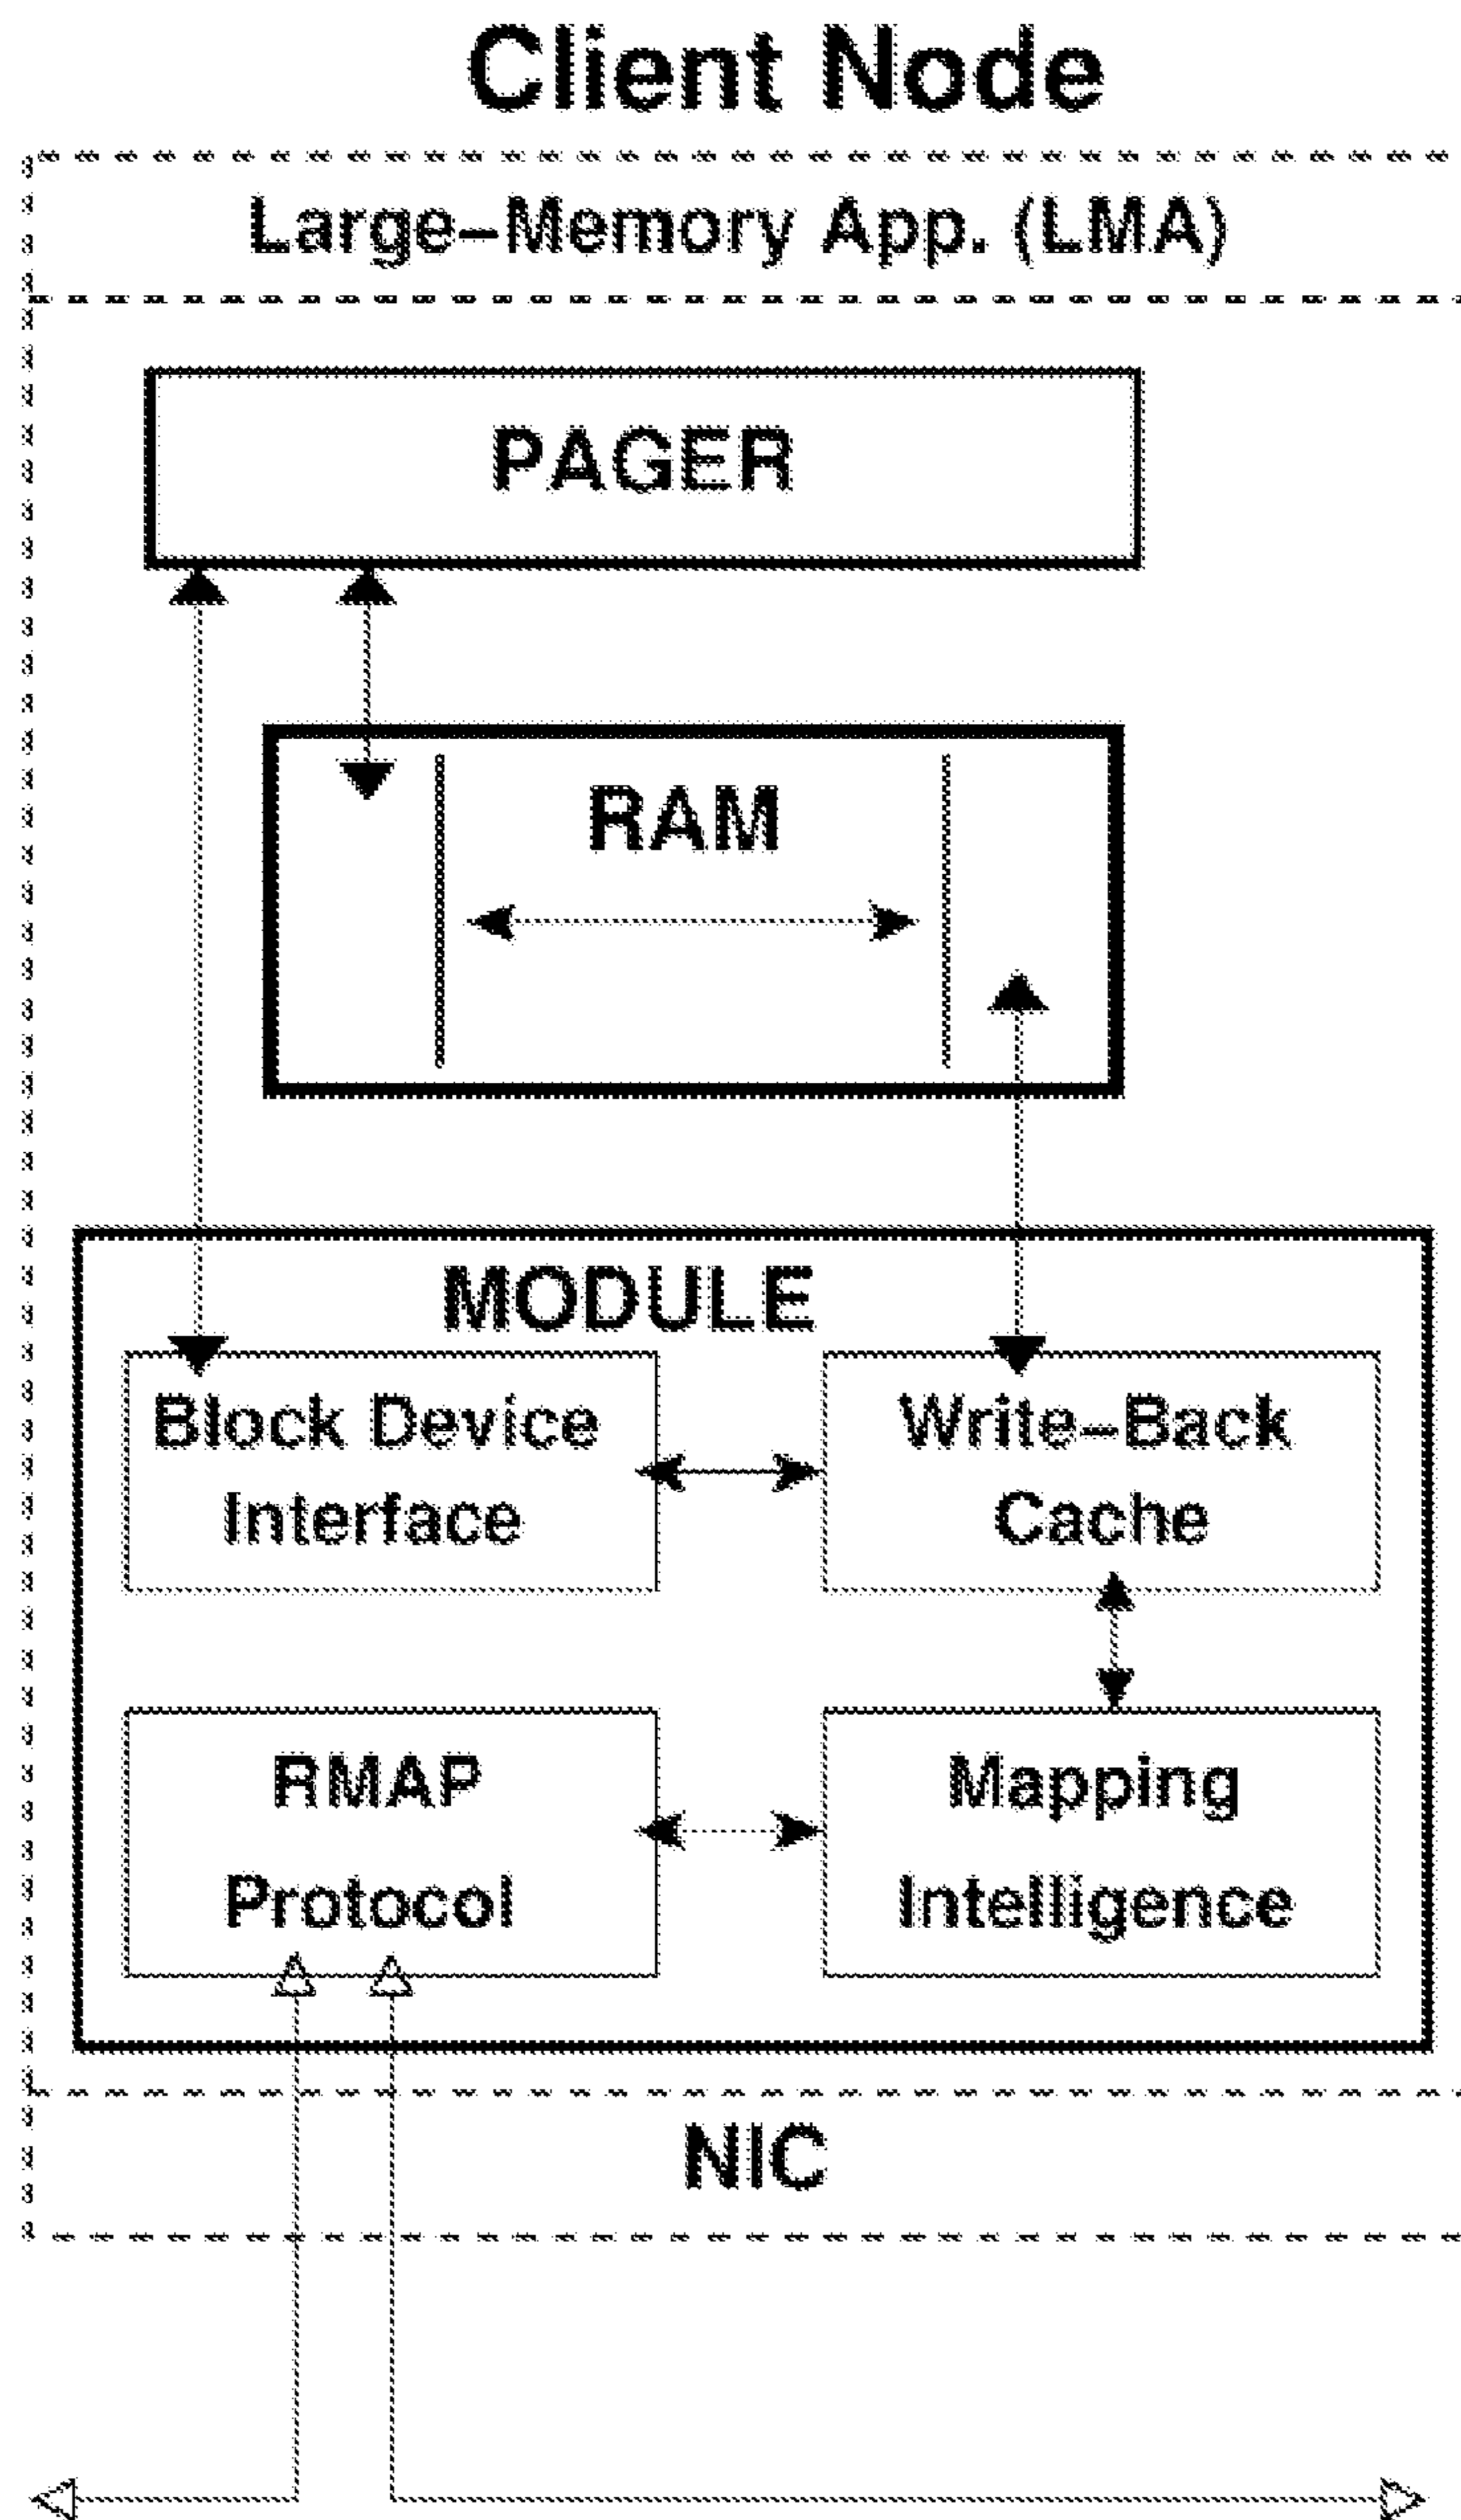 Client Node
Large-Memory App. (LMA)
PAGER
RAM
MODULE
Block Device
Interface
Write-Back
Cache
RMAP
Protocol
Mapping
Intelligence
NIC